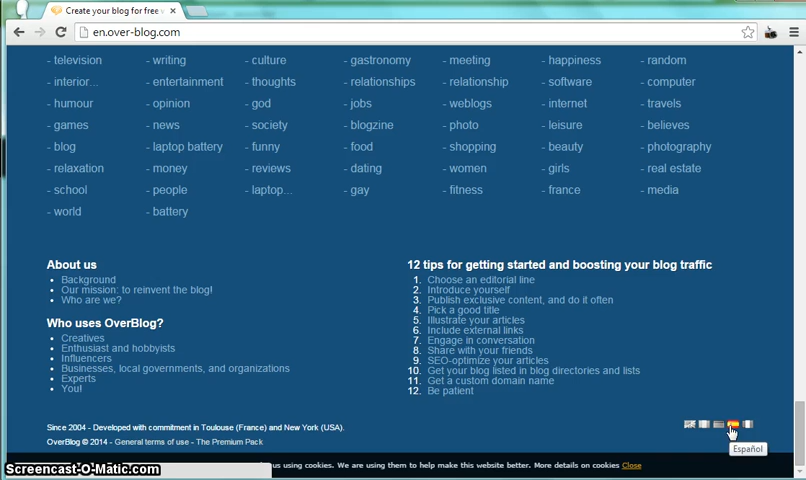 Create your blog for free
en.over-blog.com
- television - writing - culture - gastronomy - meeting - happiness - random
- interior... - entertainment - thoughts - relationships - relationship - software - computer
- humour - opinion - god - jobs - weblogs - internet - travels
- games - news - society - blogzine - photo - leisure - believes
- blog - laptop battery - funny - food - shopping - beauty - photography
- relaxation - money - reviews - dating - women - girls - real estate
- school - people - laptop... - gay - fitness - france - media
- world - battery
About us
• Background
• Our mission: to reinvent the blog!
• Who are we?
Who uses OverBlog?
• Creatives
• Enthusiast and hobbyists
• Influencers
• Businesses, local governments, and organizations
• Experts
• You!
12 tips for getting started and boosting your blog traffic
1. Choose an editorial line
2. Introduce yourself
3. Publish exclusive content, and do it often
4. Pick a good title
5. Illustrate your articles
6. Include external links
7. Engage in conversation
8. Share with your friends
9. SEO-optimize your articles
10. Get your blog listed in blog directories and lists
11. Get a custom domain name
12. Be patient
Since 2004 - Developed with commitment in Toulouse (France) and New York (USA).
OverBlog © 2014 - General terms of use - The Premium Pack
Español
us using cookies. We are using them to help make this website better. More details on cookies Close
Screencast-O-Matic.com